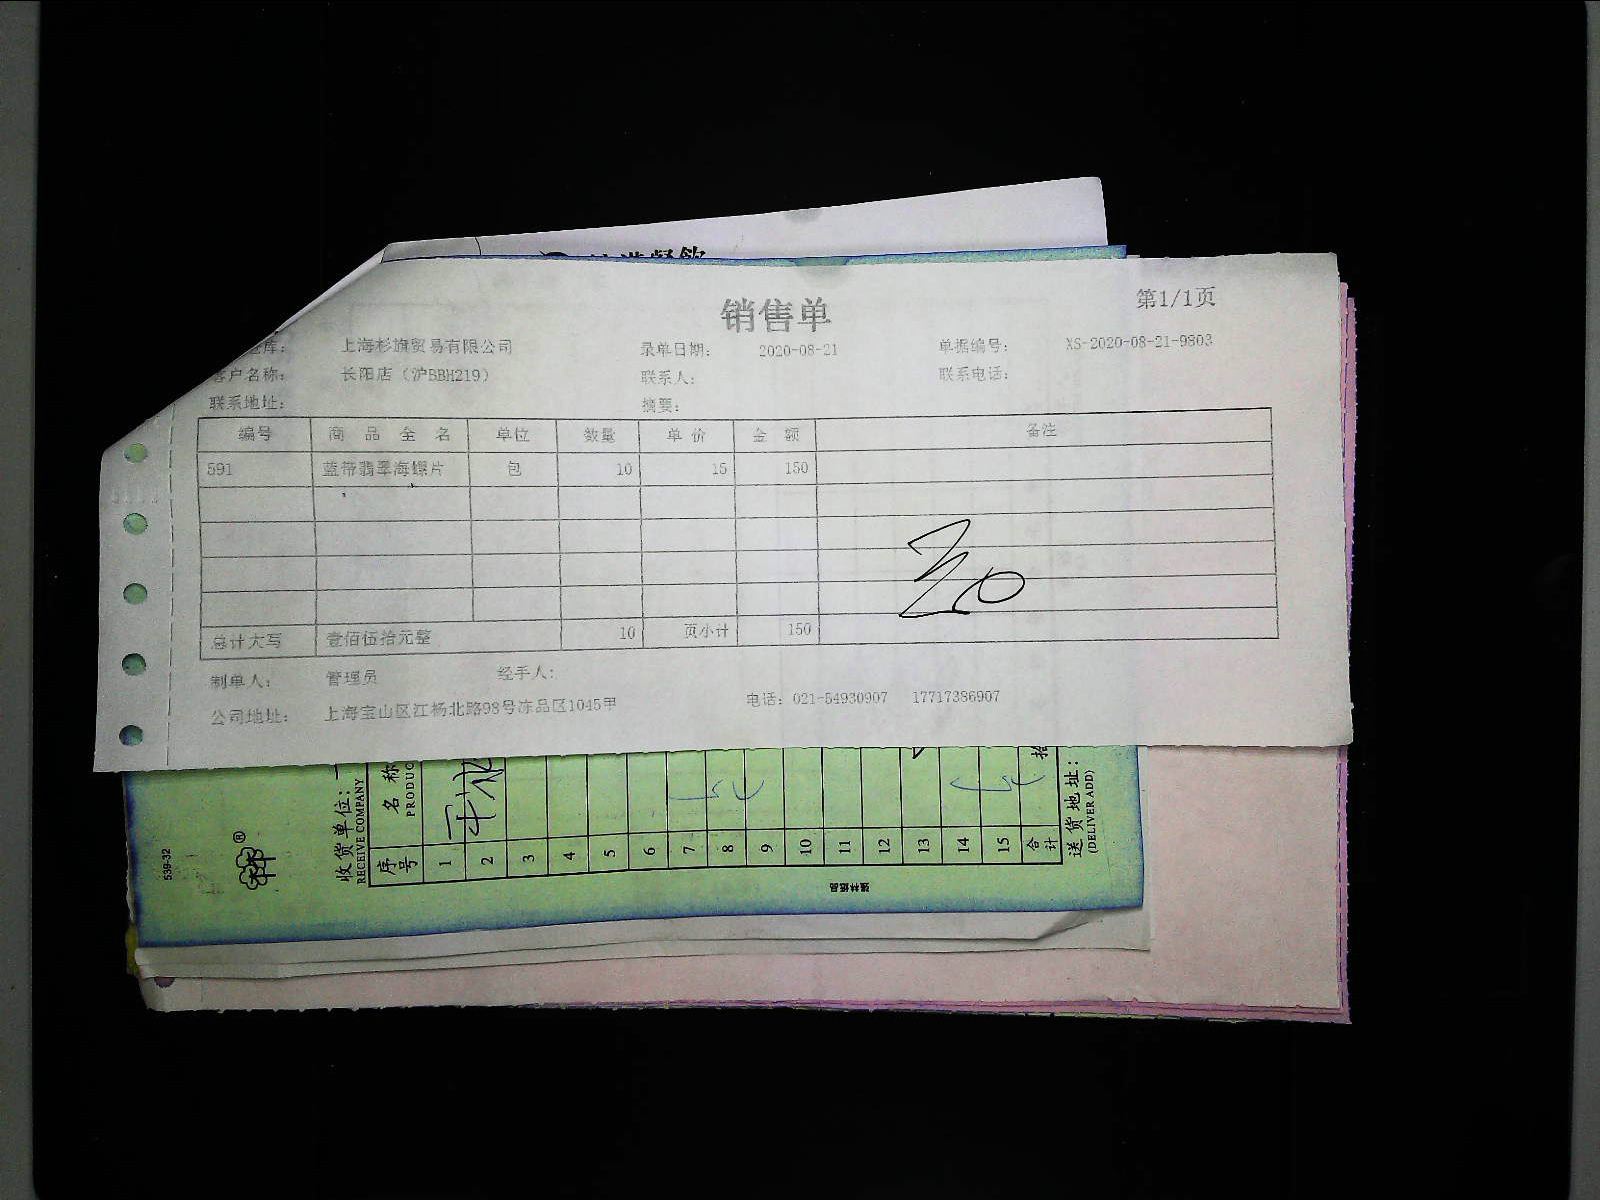 销售单
第1/1页
库: 上海杉旗贸易有限公司 录单日期: 2020-08-21 单据编号: XS-2020-08-21-9803
客户名称: 长阳店（沪BBH219） 联系人: 联系电话:
联系地址: 摘要:
编号 商品全名 单位 数量 单价 金额 备注
591 蓝带翡翠海螺片 包 10 15 150
总计大写 壹佰伍拾元整 10 页小计 150
制单人: 管理员 经手人:
公司地址: 上海宝山区江杨北路98号冻品区1045甲 电话: 021-54930907 17717386907
539-32
收货单位:
RECEIVE COMPANY
序号 名称
PRODUC
1
2
3
4
5
6
7
8
9
10
11
12
13
14
15
合计 拾
送货地址:
(DELIVER ADD)